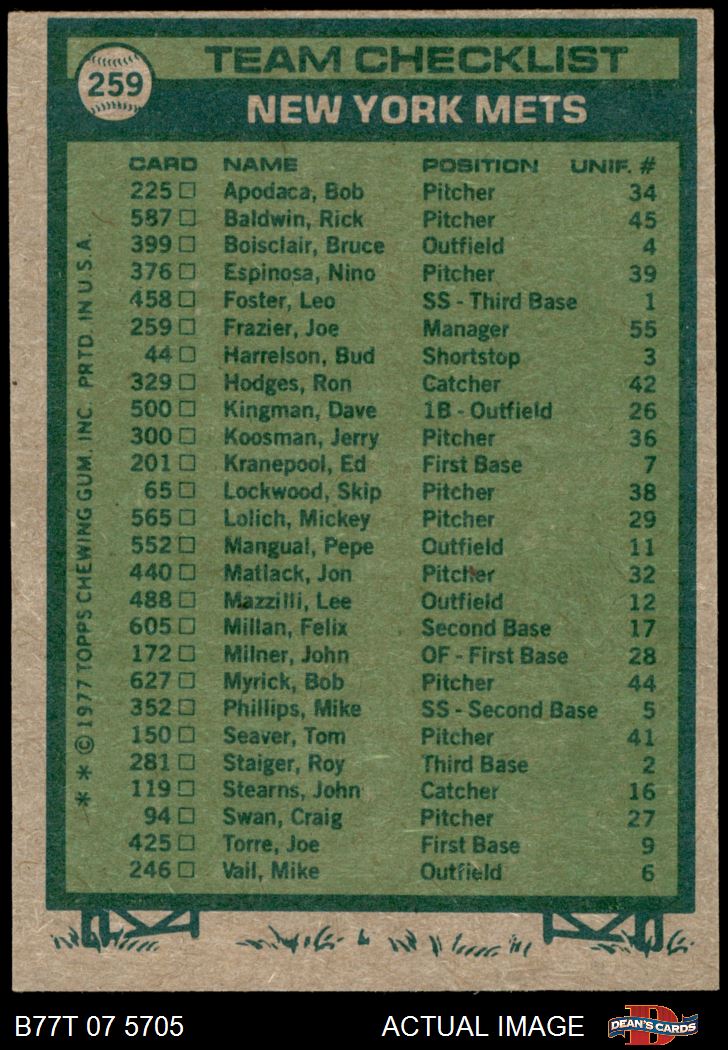 259
TEAM CHECKLIST
NEW YORK METS
CARD NAME POSITION UNIF. #
225 Apodaca, Bob Pitcher 34
587 Baldwin, Rick Pitcher 45
399 Boisclair, Bruce Outfield 4
376 Espinosa, Nino Pitcher 39
458 Foster, Leo SS - Third Base 1
259 Frazier, Joe Manager 55
44 Harrelson, Bud Shortstop 3
329 Hodges, Ron Catcher 42
500 Kingman, Dave 1B - Outfield 26
300 Koosman, Jerry Pitcher 36
201 Kranepool, Ed First Base 7
65 Lockwood, Skip Pitcher 38
565 Lolich, Mickey Pitcher 29
552 Mangual, Pepe Outfield 11
440 Matlack, Jon Pitcher 32
488 Mazzilli, Lee Outfield 12
605 Millan, Felix Second Base 17
172 Milner, John OF - First Base 28
627 Myrick, Bob Pitcher 44
352 Phillips, Mike SS - Second Base 5
150 Seaver, Tom Pitcher 41
281 Staiger, Roy Third Base 2
119 Stearns, John Catcher 16
94 Swan, Craig Pitcher 27
425 Torre, Joe First Base 9
246 Vail, Mike Outfield 6
* * © 1977 TOPPS CHEWING GUM, INC. PRTD. IN U.S.A.
B77T 07 5705 ACTUAL IMAGE
DEAN'S CARDS